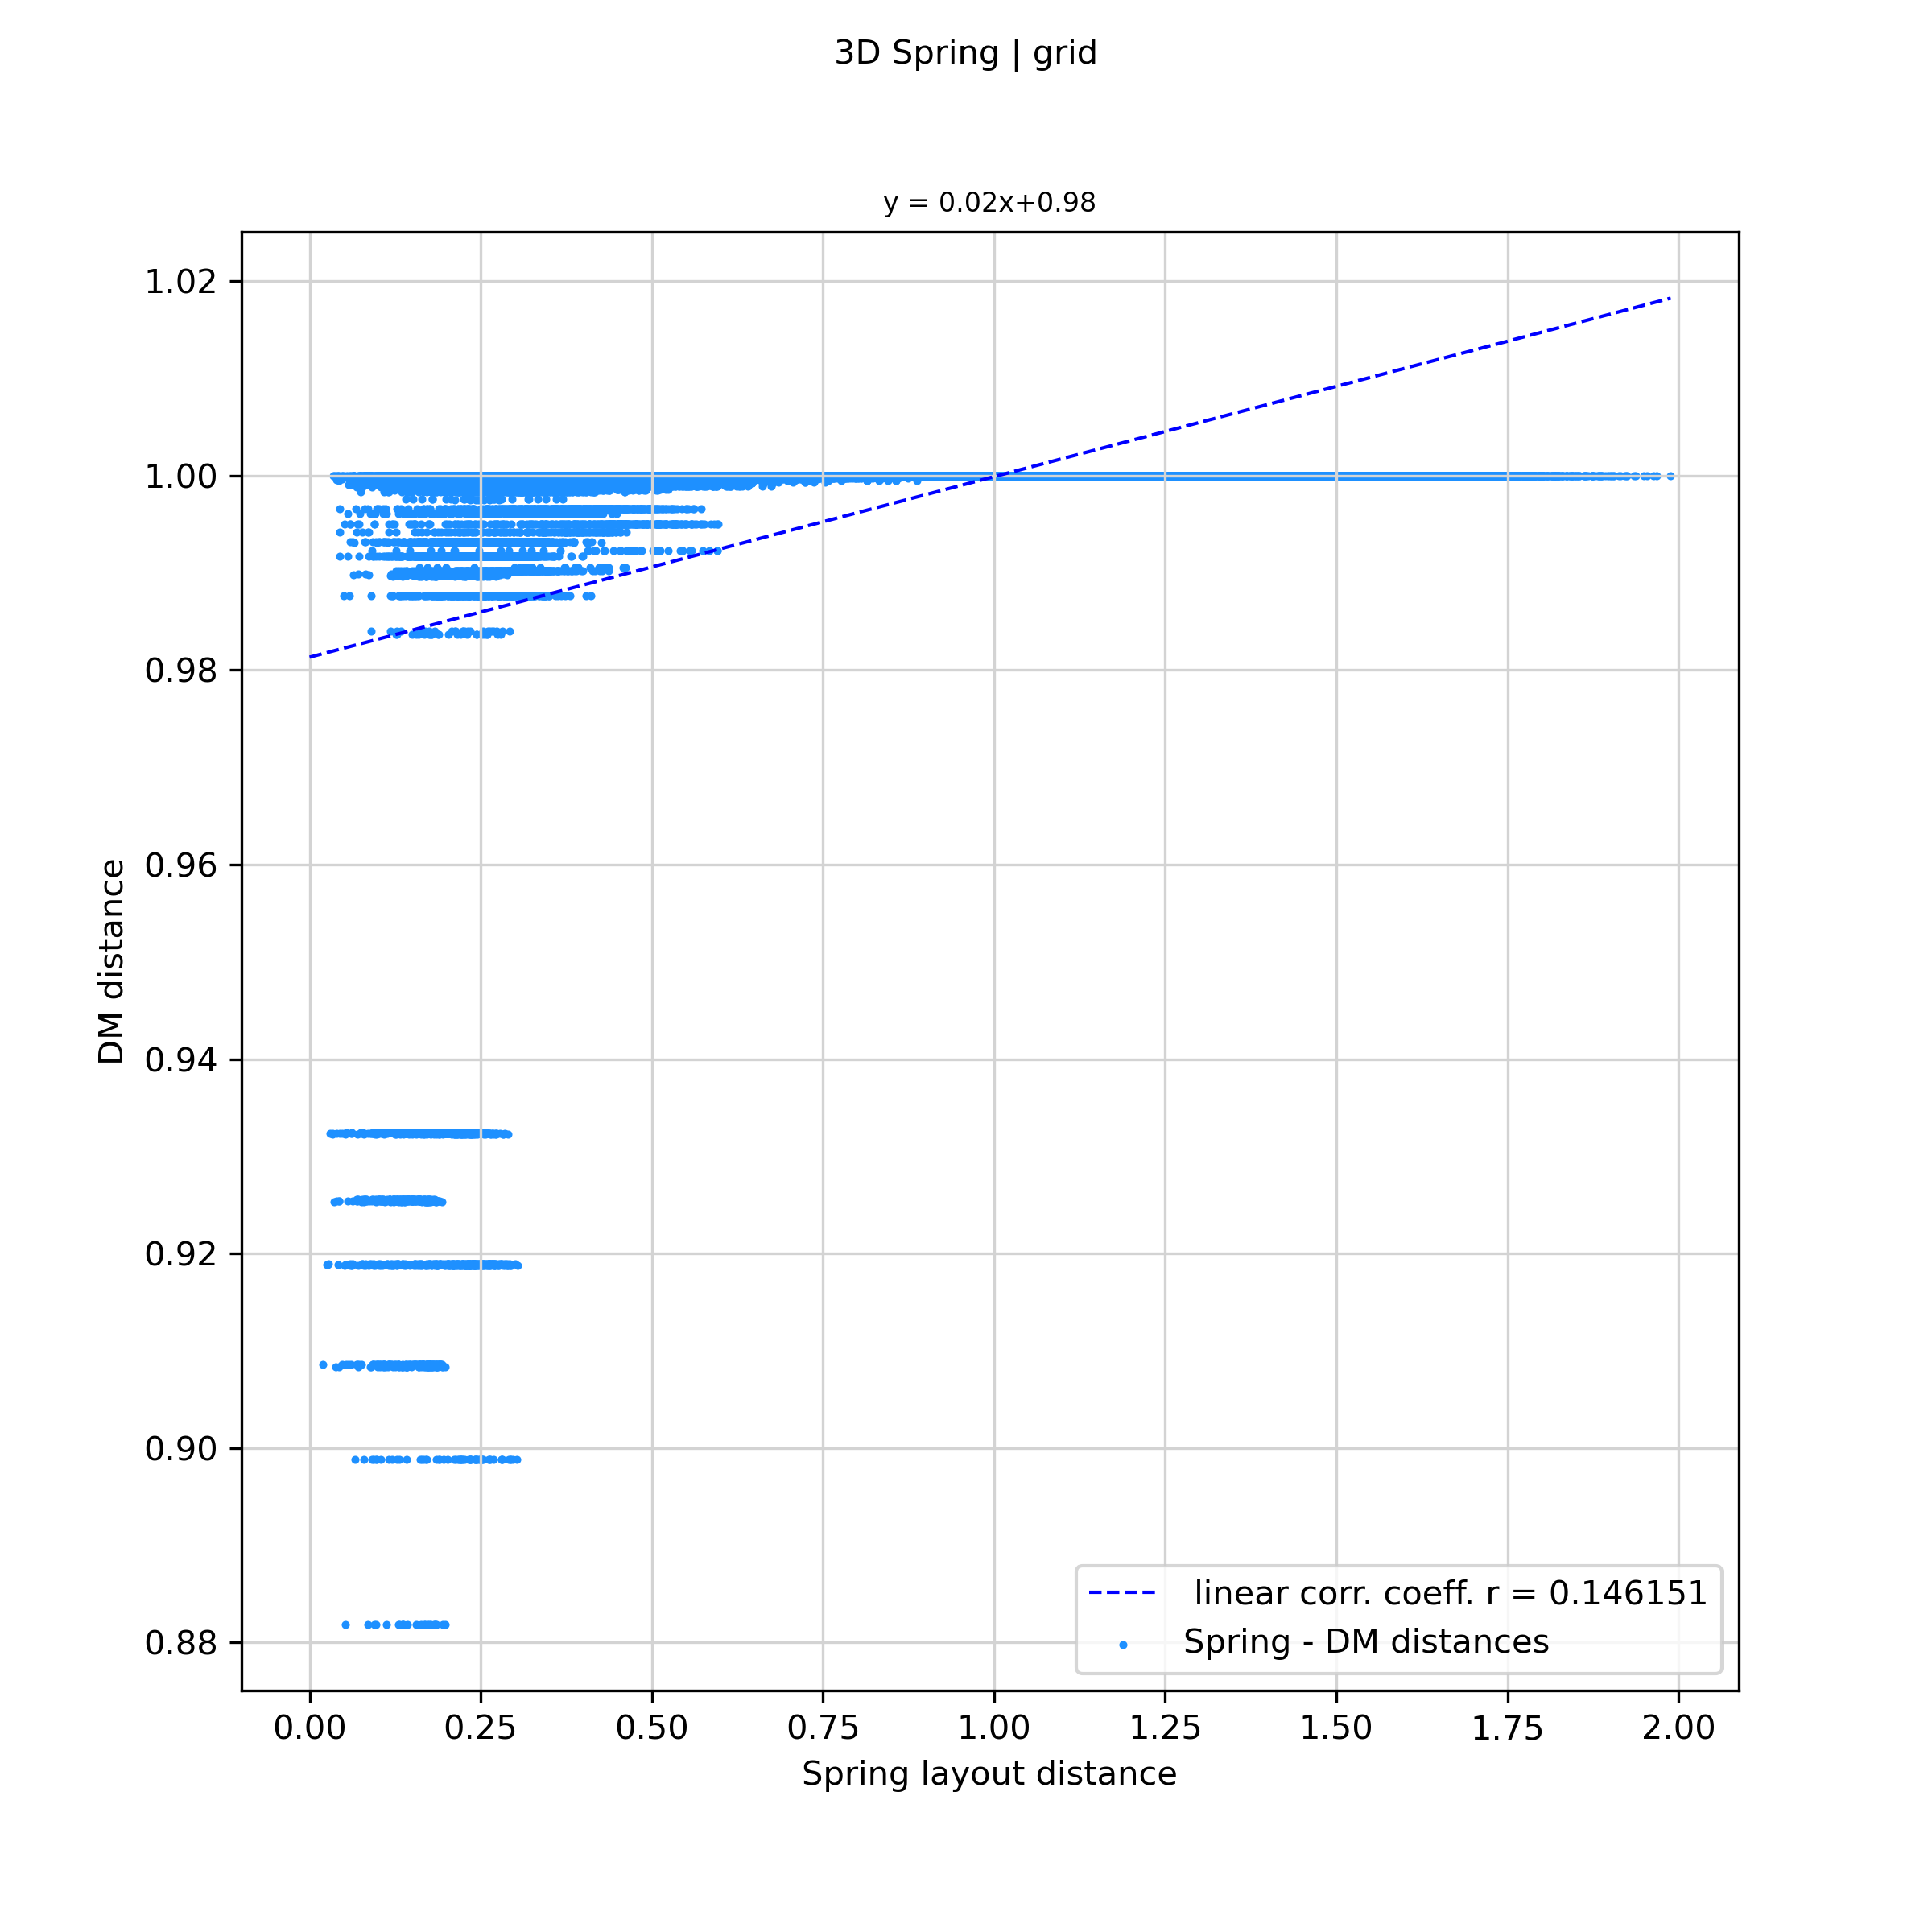 3D Spring | grid
y = 0.02x+0.98
1.02
1.00
0.98
0.96
0.94
0.92
0.90
0.88
DM distance
linear corr. coeff. r = 0.146151
Spring - DM distances
0.00 0.25 0.50 0.75 1.00 1.25 1.50 1.75 2.00
Spring layout distance